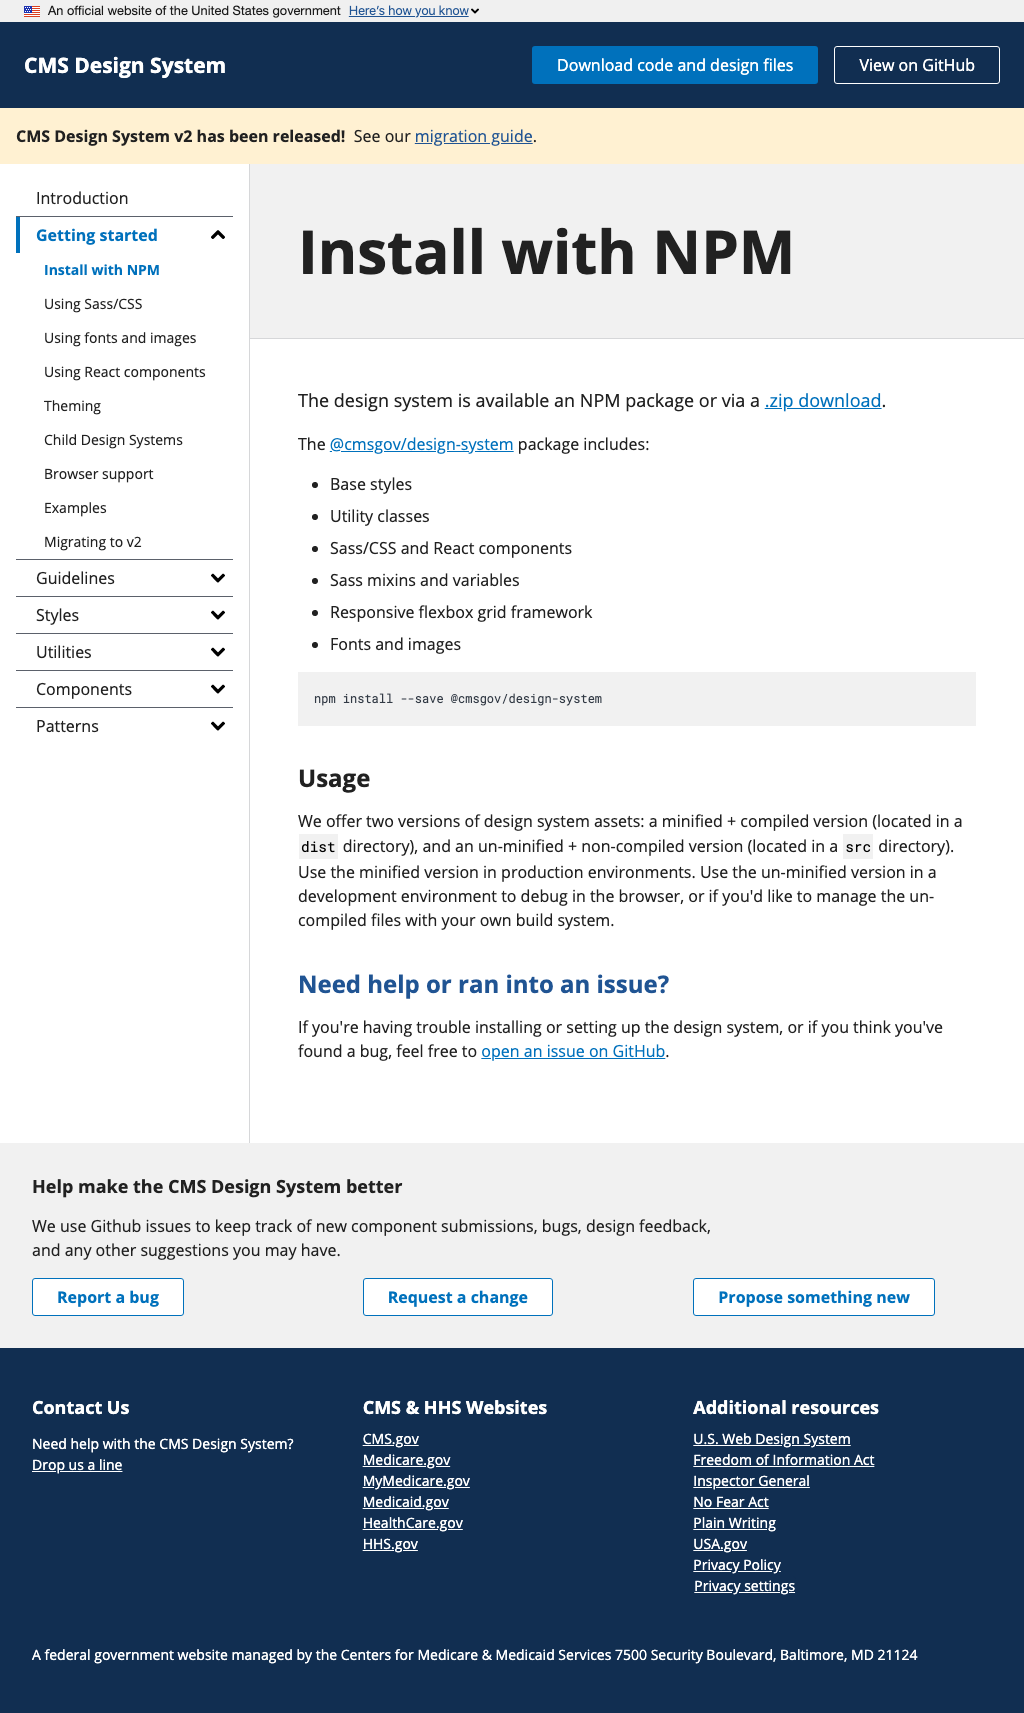 An official website of the United States government Here's how you know
CMS Design System
Download code and design files
View on GitHub
CMS Design System v2 has been released! See our migration guide.
Introduction
Getting started
Install with NPM
Using Sass/CSS
Using fonts and images
Using React components
Theming
Child Design Systems
Browser support
Examples
Migrating to v2
Guidelines
Styles
Utilities
Components
Patterns
Install with NPM
The design system is available an NPM package or via a .zip download.
The @cmsgov/design-system package includes:
Base styles
Utility classes
Sass/CSS and React components
Sass mixins and variables
Responsive flexbox grid framework
Fonts and images
npm install --save @cmsgov/design-system
Usage
We offer two versions of design system assets: a minified + compiled version (located in a
dist directory), and an un-minified + non-compiled version (located in a src directory).
Use the minified version in production environments. Use the un-minified version in a
development environment to debug in the browser, or if you'd like to manage the un-
compiled files with your own build system.
Need help or ran into an issue?
If you're having trouble installing or setting up the design system, or if you think you've
found a bug, feel free to open an issue on GitHub.
Help make the CMS Design System better
We use Github issues to keep track of new component submissions, bugs, design feedback,
and any other suggestions you may have.
Report a bug
Request a change
Propose something new
Contact Us
Need help with the CMS Design System?
Drop us a line
CMS & HHS Websites
CMS.gov
Medicare.gov
MyMedicare.gov
Medicaid.gov
HealthCare.gov
HHS.gov
Additional resources
U.S. Web Design System
Freedom of Information Act
Inspector General
No Fear Act
Plain Writing
USA.gov
Privacy Policy
Privacy settings
A federal government website managed by the Centers for Medicare & Medicaid Services 7500 Security Boulevard, Baltimore, MD 21124